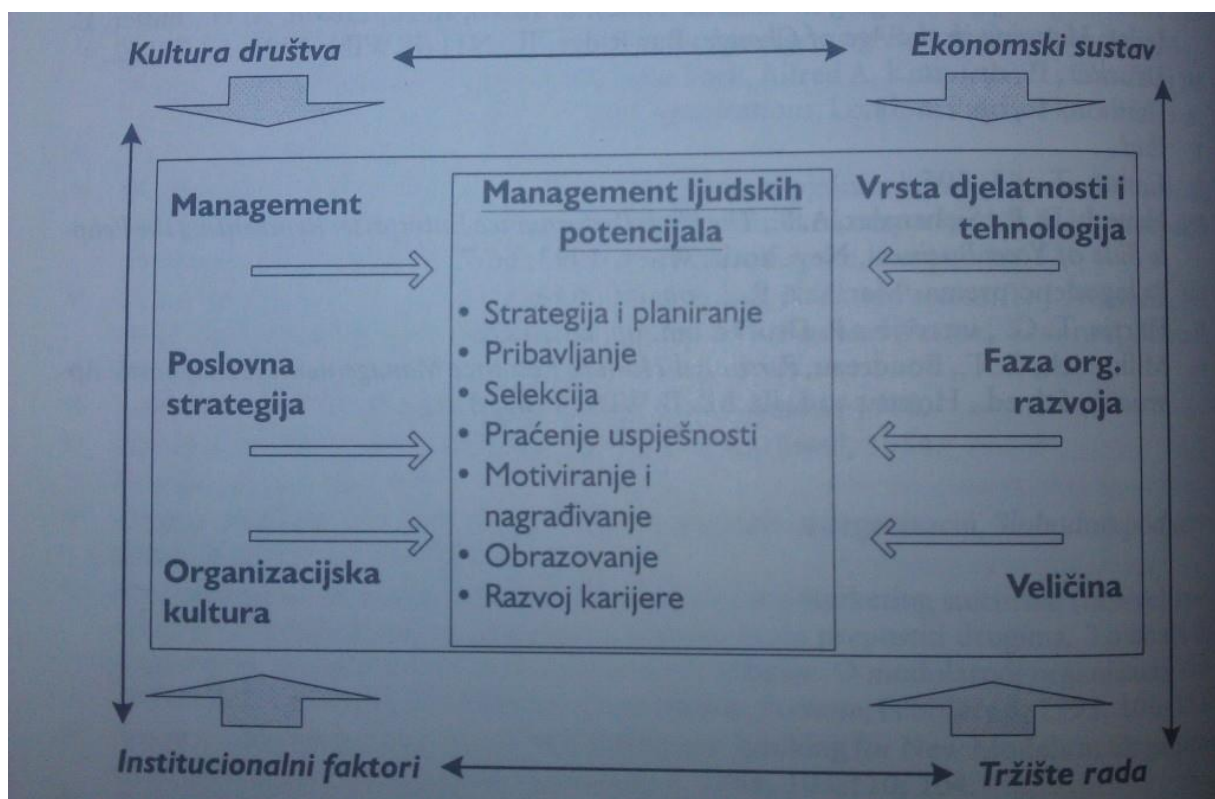 Kultura društva
Ekonomski sustav
Management
Poslovna
strategija
Organizacijska
kultura
Management ljudskih
potencijala
• Strategija i planiranje
• Pribavljanje
• Selekcija
• Praćenje uspješnosti
• Motiviranje i
nagrađivanje
• Obrazovanje
• Razvoj karijere
Vrsta djelatnosti i
tehnologija
Faza org.
razvoja
Veličina
Institucionalni faktori
Tržište rada